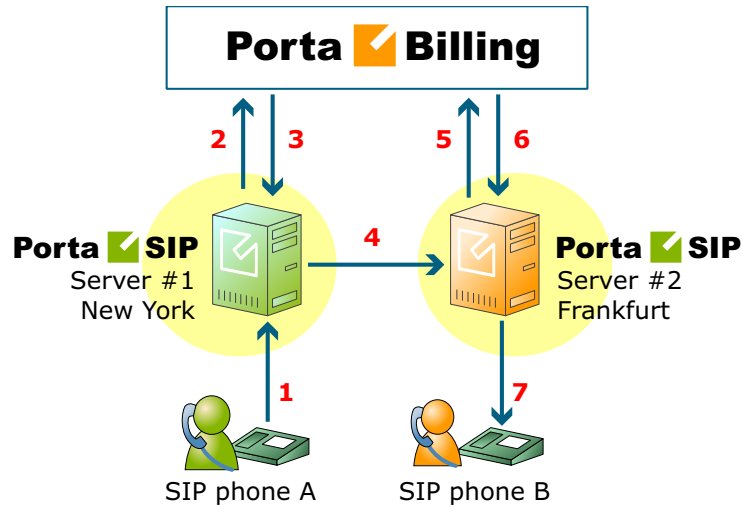 Porta Billing
2 3 5 6
Porta SIP
Server #1
New York
4
Porta SIP
Server #2
Frankfurt
1
7
SIP phone A
SIP phone B